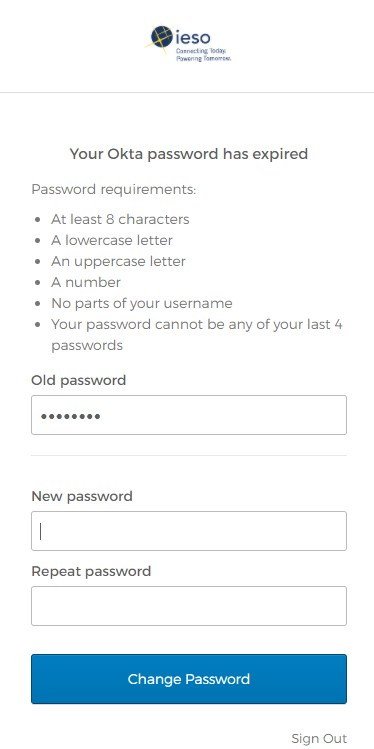 ieso
Connecting Today.
Powering Tomorrow.
Your Okta password has expired
Password requirements:
• At least 8 characters
• A lowercase letter
• An uppercase letter
• A number
• No parts of your username
• Your password cannot be any of your last 4
passwords
Old password
••••••••
New password
Repeat password
Change Password
Sign Out